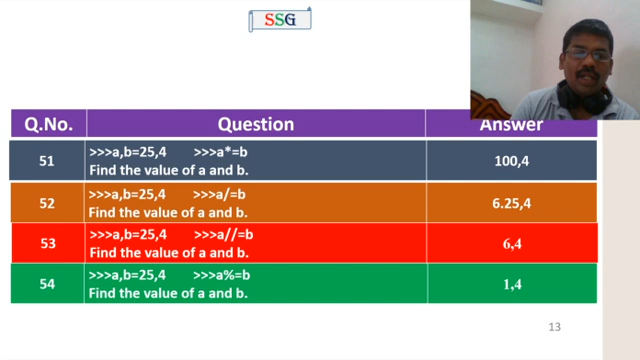 SSG
Q.No. Question Answer
51 >>>a,b=25,4 >>>a*=b
Find the value of a and b. 100,4
52 >>>a,b=25,4 >>>a/=b
Find the value of a and b. 6.25,4
53 >>>a,b=25,4 >>>a//=b
Find the value of a and b. 6,4
54 >>>a,b=25,4 >>>a%=b
Find the value of a and b. 1,4
13